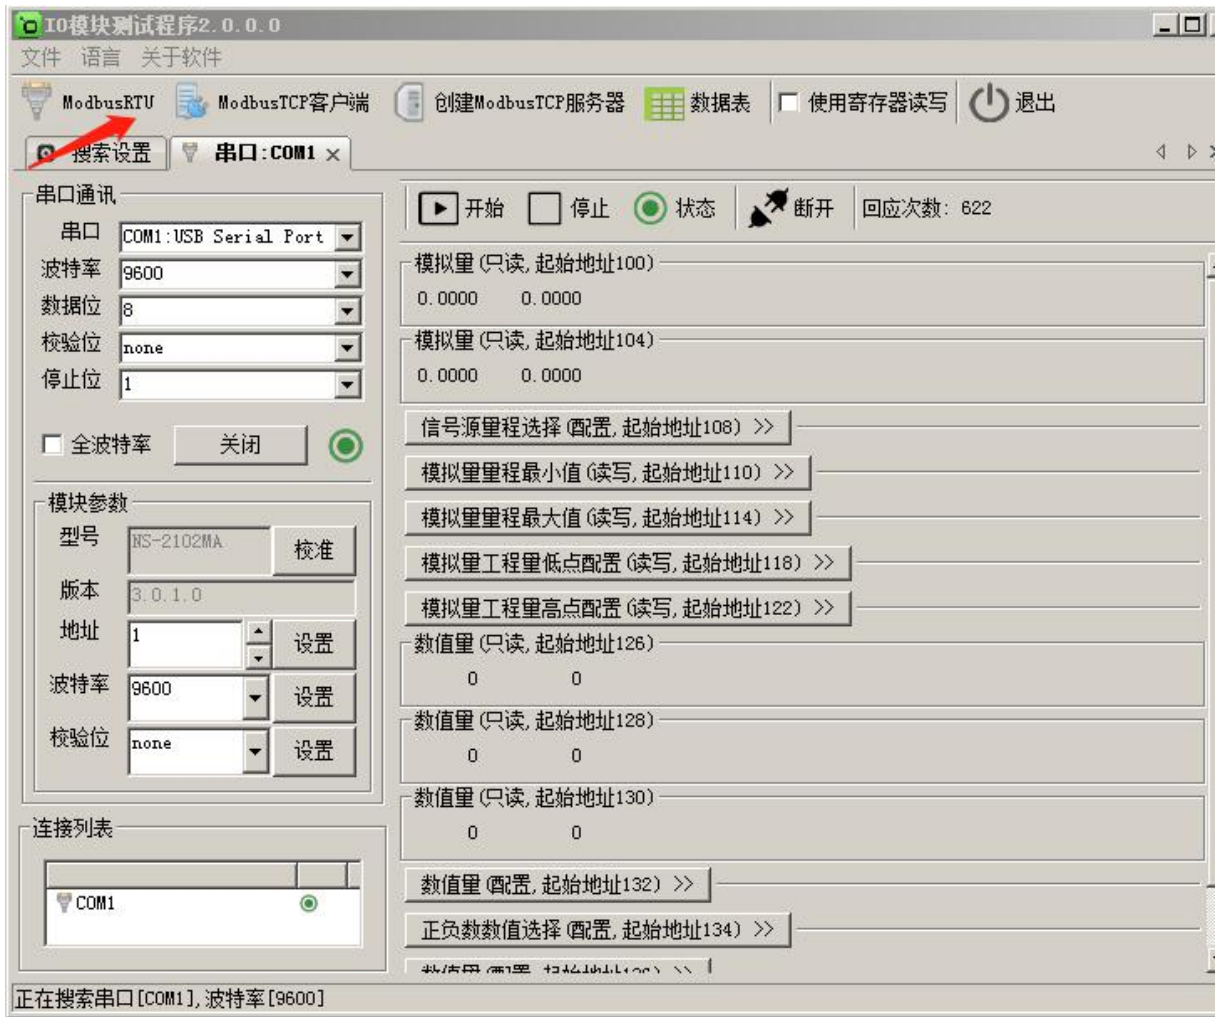 IO模块测试程序2.0.0.0
文件 语言 关于软件
ModbusRTU ModbusTCP客户端 创建ModbusTCP服务器 数据表 使用寄存器读写 退出
搜索设置 串口:COM1
串口通讯
串口 COM1:USB Serial Port
波特率 9600
数据位 8
校验位 none
停止位 1
全波特率 关闭
模块参数
型号 NS-2102MA 校准
版本 3.0.1.0
地址 1 设置
波特率 9600 设置
校验位 none 设置
连接列表
COM1
开始 停止 状态 断开 回应次数: 622
模拟量(只读,起始地址100)
0.0000 0.0000
模拟量(只读,起始地址104)
0.0000 0.0000
信号源量程选择(配置,起始地址108) >>
模拟量量程最小值(读写,起始地址110) >>
模拟量量程最大值(读写,起始地址114) >>
模拟量工程量低点配置(读写,起始地址118) >>
模拟量工程量高点配置(读写,起始地址122) >>
数值量(只读,起始地址126)
0 0
数值量(只读,起始地址128)
0 0
数值量(只读,起始地址130)
0 0
数值量(配置,起始地址132) >>
正负数数值选择(配置,起始地址134) >>
正在搜索串口[COM1],波特率[9600]